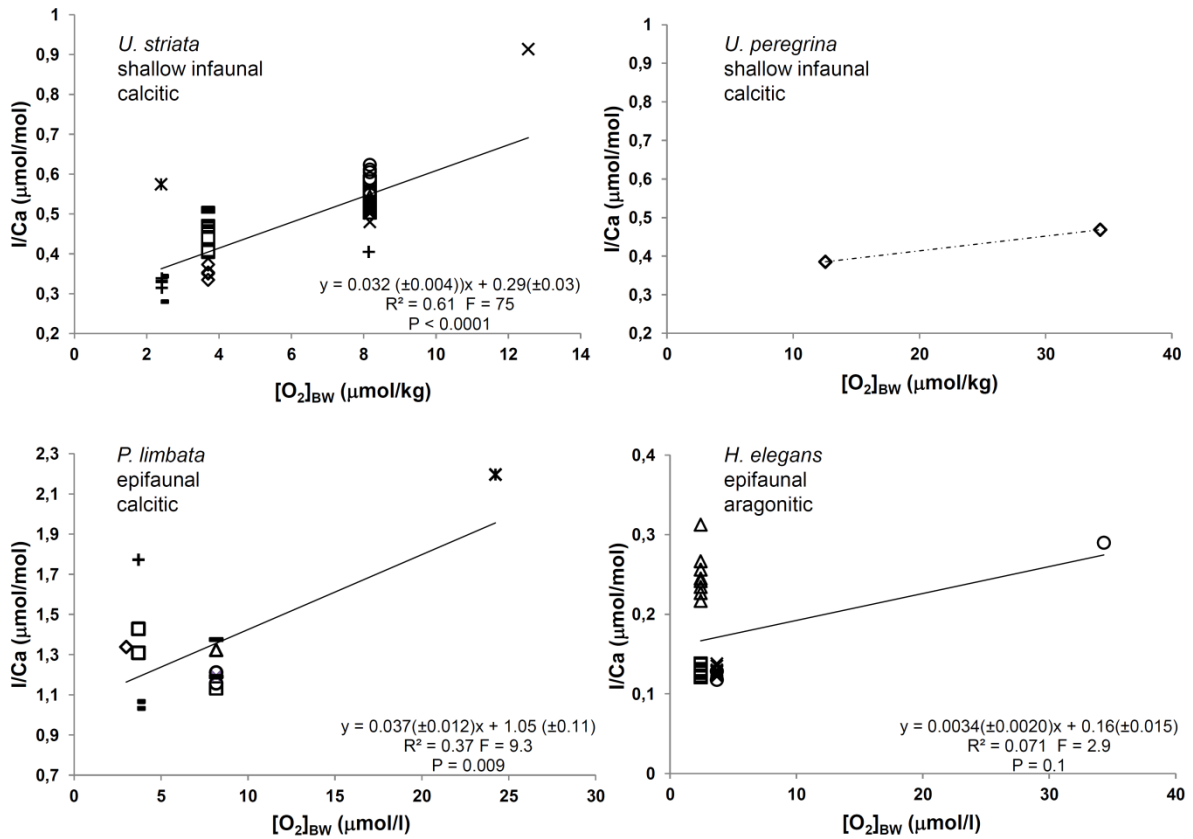 1
0,9
0,8
0,7
0,6
0,5
0,4
0,3
0,2
I/Ca (μmol/mol)
U. striata
shallow infaunal
calcitic
y = 0.032 (±0.004))x + 0.29(±0.03)
R² = 0.61 F = 75
P < 0.0001
0 2 4 6 8 10 12 14
[O₂]BW (μmol/kg)
1
0,9
0,8
0,7
0,6
0,5
0,4
0,3
0,2
I/Ca (μmol/mol)
U. peregrina
shallow infaunal
calcitic
0 10 20 30 40
[O₂]BW (μmol/kg)
2,3
2,1
1,9
1,7
1,5
1,3
1,1
0,9
0,7
I/Ca (μmol/mol)
P. limbata
epifaunal
calcitic
y = 0.037(±0.012)x + 1.05 (±0.11)
R² = 0.37 F = 9.3
P = 0.009
0 5 10 15 20 25 30
[O₂]BW (μmol/l)
0,4
0,3
0,2
0,1
0
I/Ca (μmol/mol)
H. elegans
epifaunal
aragonitic
y = 0.0034(±0.0020)x + 0.16(±0.015)
R² = 0.071 F = 2.9
P = 0.1
0 10 20 30 40
[O₂]BW (μmol/l)